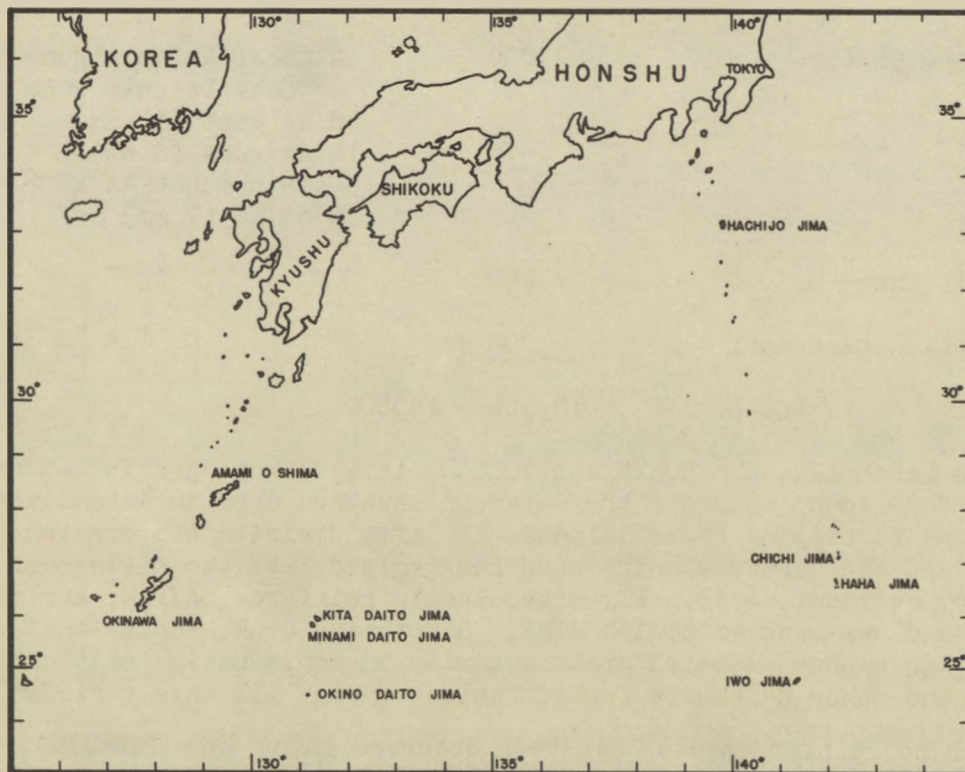 130°
135°
140°
KOREA
HONSHU
TOKYO
35°
35°
SHIKOKU
HACHIJO JIMA
KYUSHU
30°
30°
AMAMI O SHIMA
CHICHI JIMA
HAHA JIMA
OKINAWA JIMA
KITA DAITO JIMA
MINAMI DAITO JIMA
25°
25°
IWO JIMA
OKINO DAITO JIMA
130°
135°
140°